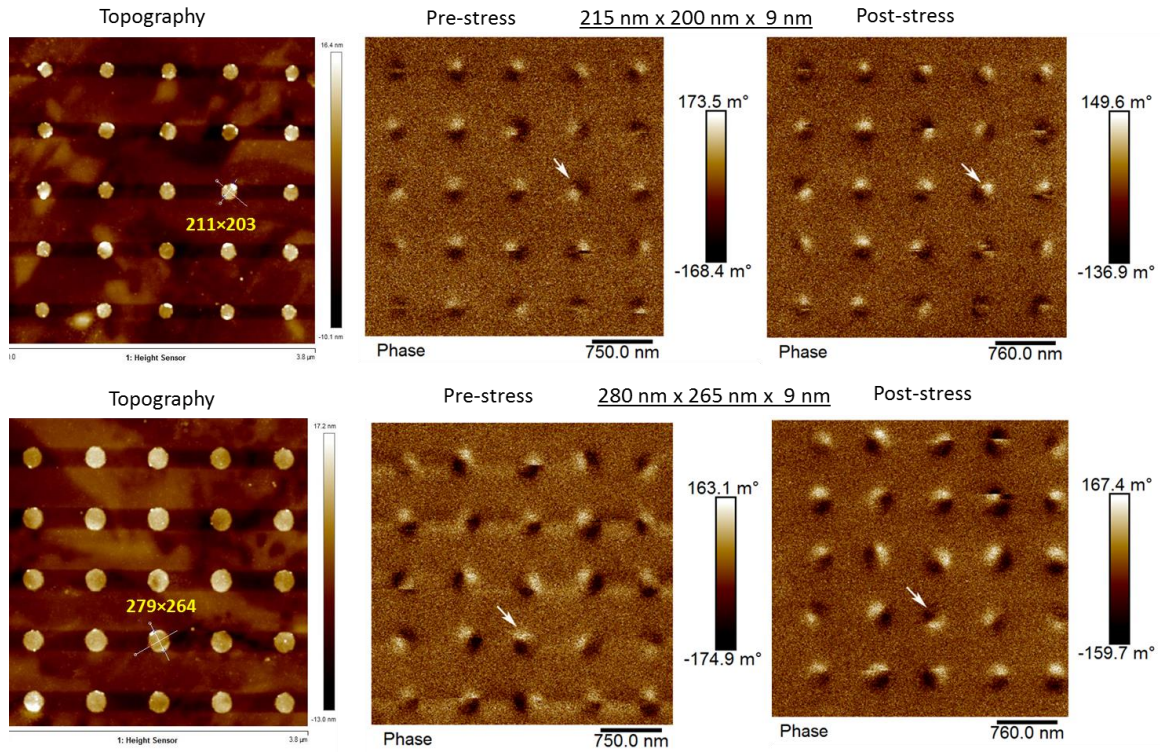 Topography
Pre-stress 215 nm x 200 nm x 9 nm Post-stress
16.4 nm
-10.1 nm
211×203
1: Height Sensor
3.8 µm
173.5 m°
-168.4 m°
Phase
750.0 nm
149.6 m°
-136.9 m°
Phase
760.0 nm
Topography
Pre-stress 280 nm x 265 nm x 9 nm Post-stress
17.2 nm
-13.0 nm
279×264
1: Height Sensor
3.8 µm
163.1 m°
-174.9 m°
Phase
750.0 nm
167.4 m°
-159.7 m°
Phase
760.0 nm